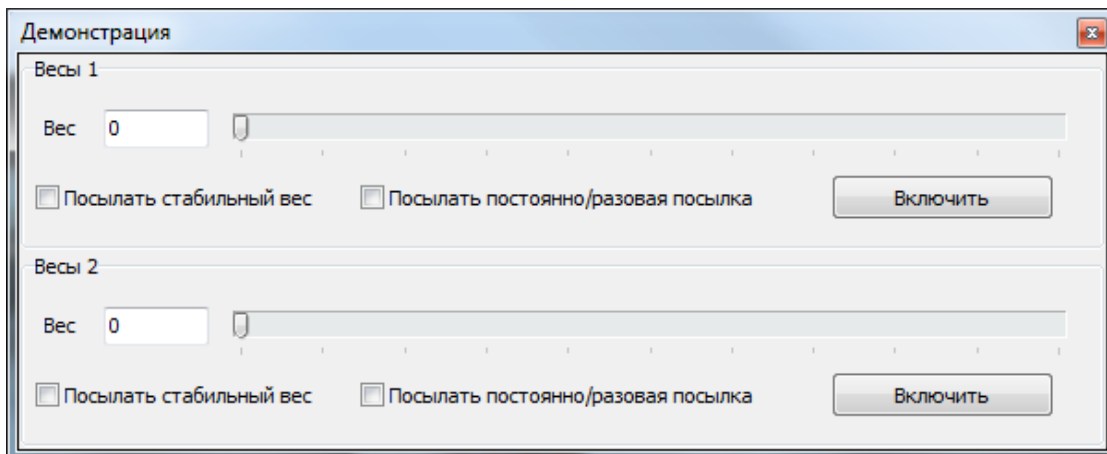 Демонстрация
Весы 1
Вес 0
Посылать стабильный вес Посылать постоянно/разовая посылка Включить
Весы 2
Вес 0
Посылать стабильный вес Посылать постоянно/разовая посылка Включить